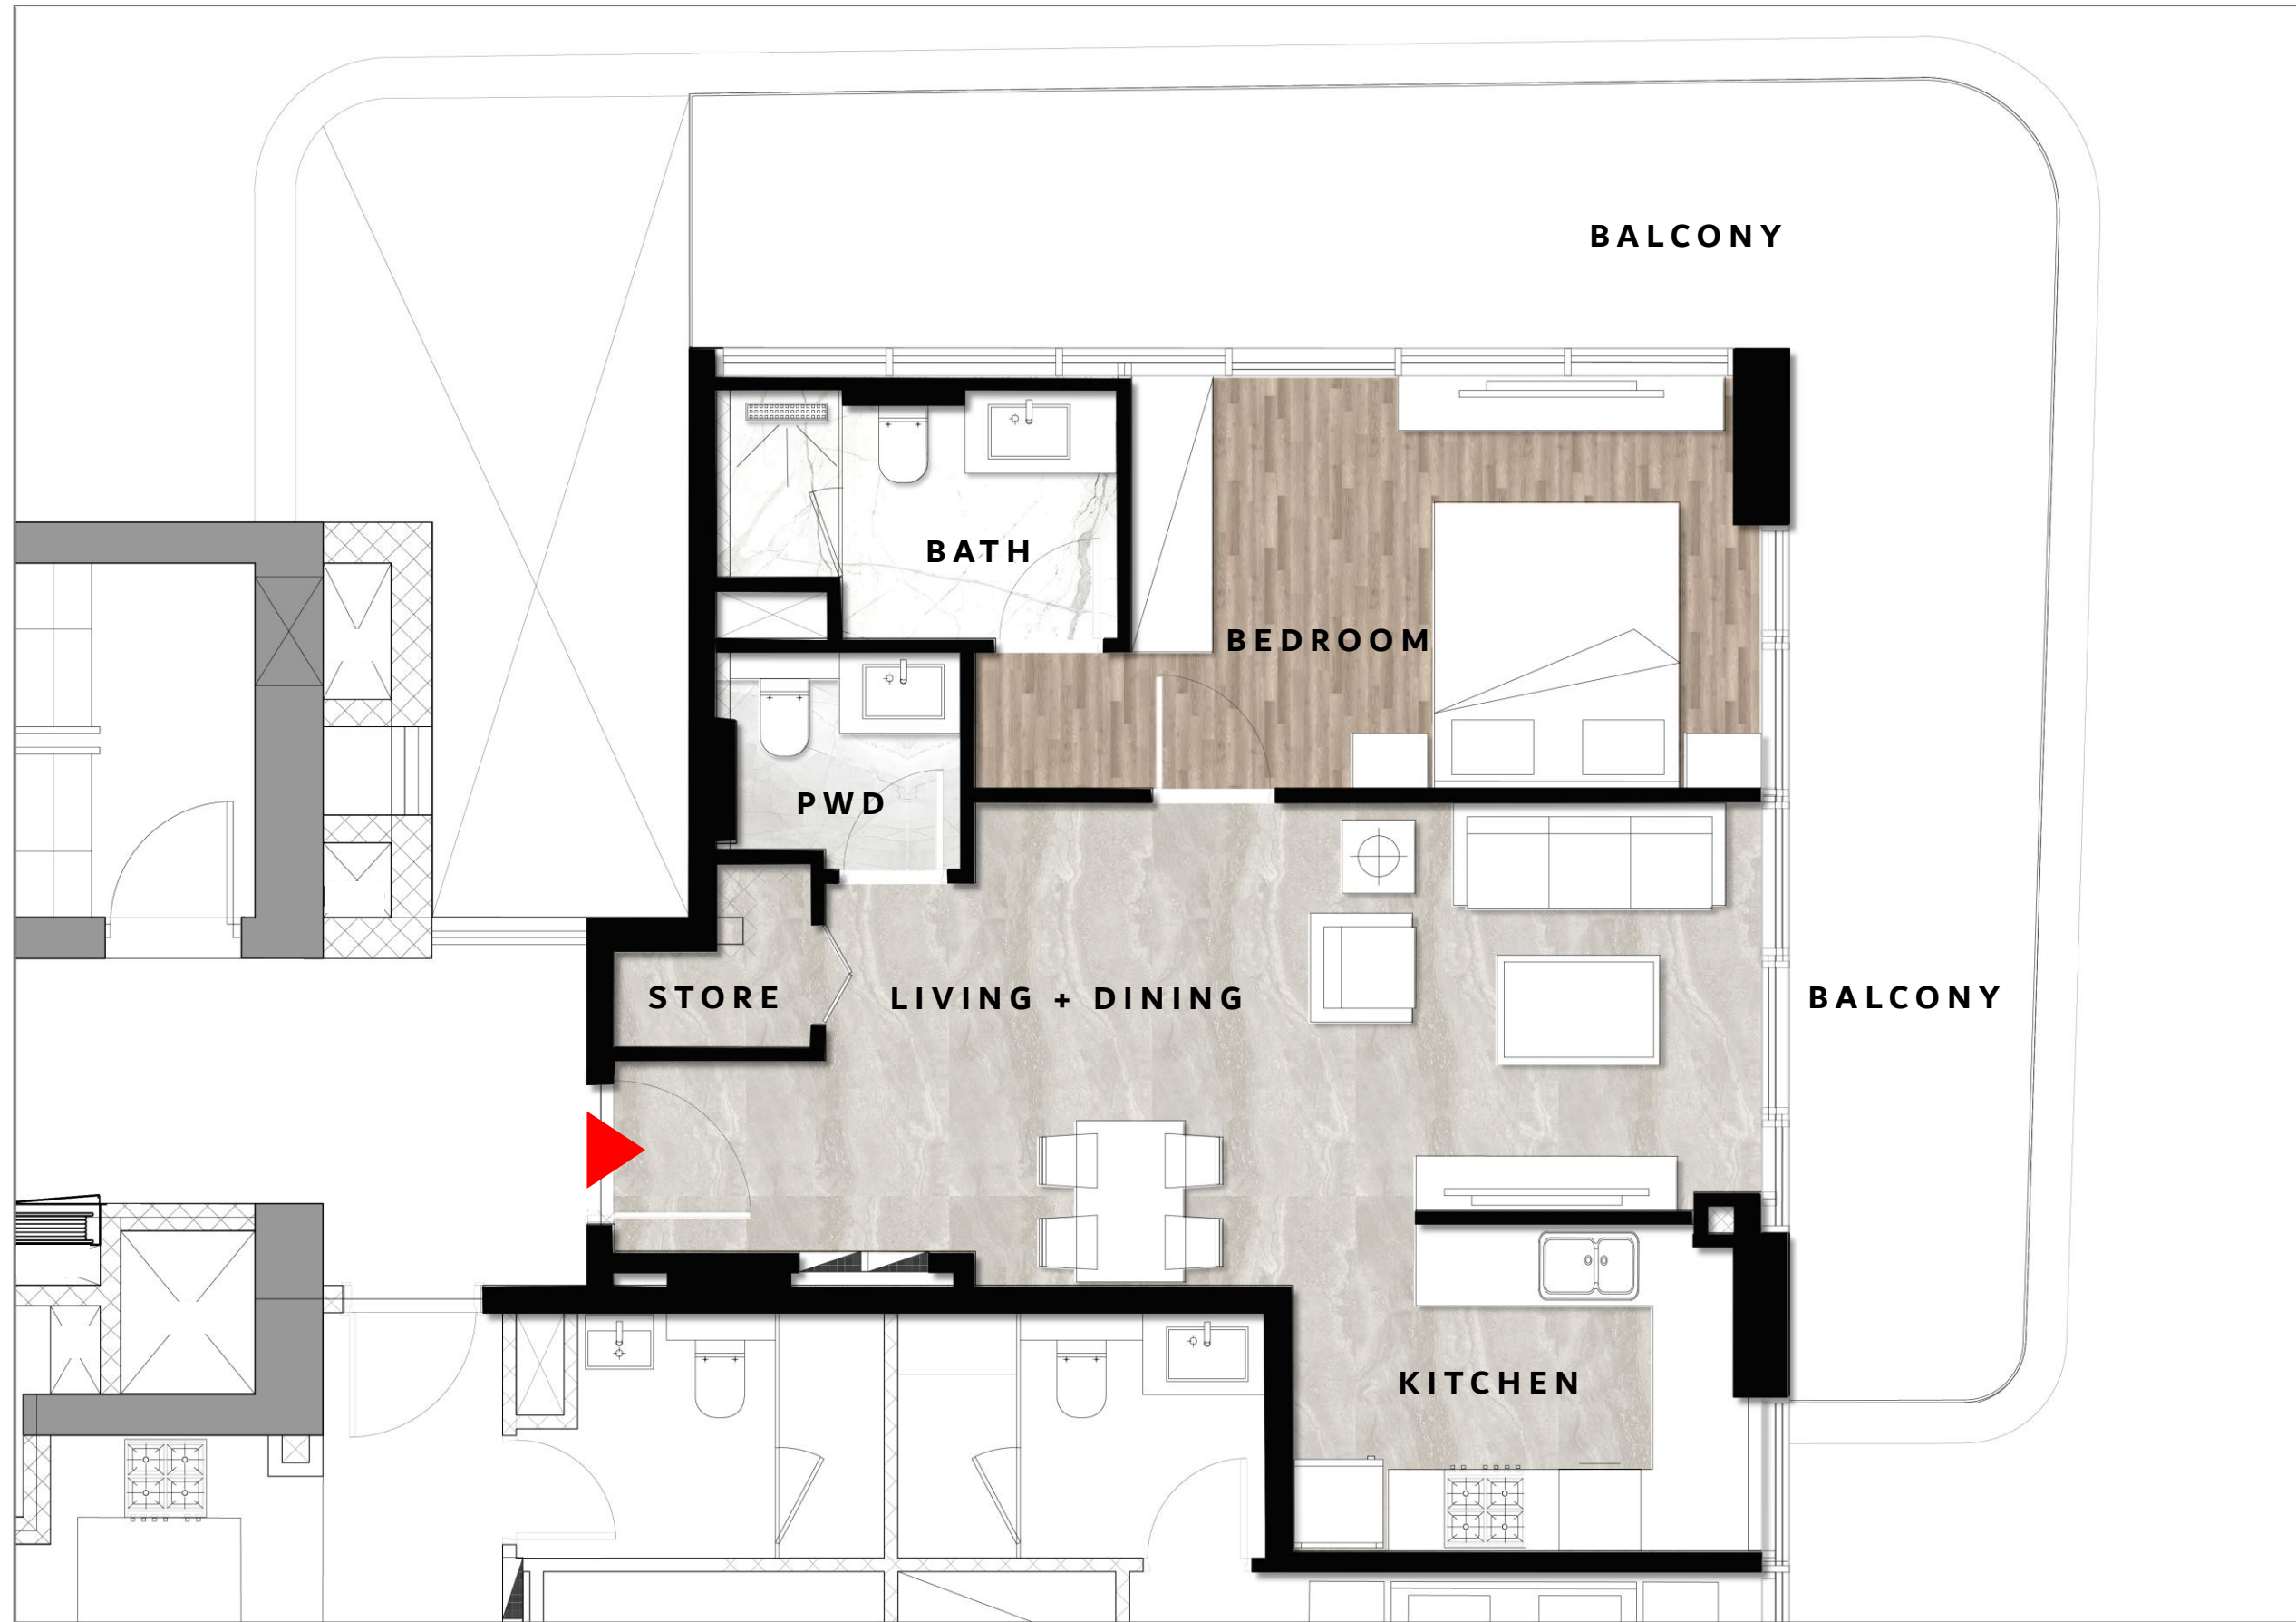 BALCONY
BATH
BEDROOM
PWD
STORE
LIVING + DINING
BALCONY
KITCHEN